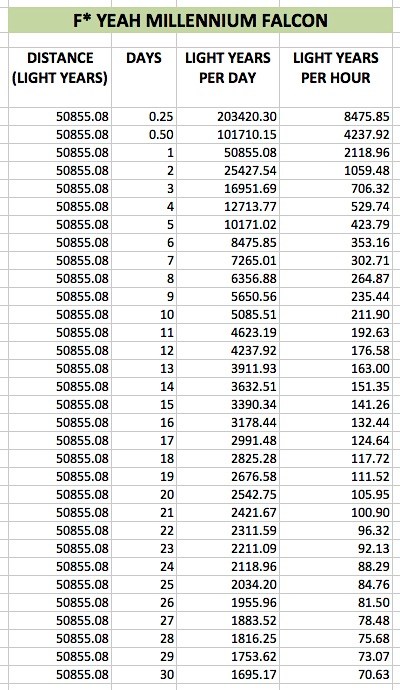 F* YEAH MILLENNIUM FALCON
DISTANCE DAYS LIGHT YEARS LIGHT YEARS
(LIGHT YEARS) PER DAY PER HOUR
50855.08 0.25 203420.30 8475.85
50855.08 0.50 101710.15 4237.92
50855.08 1 50855.08 2118.96
50855.08 2 25427.54 1059.48
50855.08 3 16951.69 706.32
50855.08 4 12713.77 529.74
50855.08 5 10171.02 423.79
50855.08 6 8475.85 353.16
50855.08 7 7265.01 302.71
50855.08 8 6356.88 264.87
50855.08 9 5650.56 235.44
50855.08 10 5085.51 211.90
50855.08 11 4623.19 192.63
50855.08 12 4237.92 176.58
50855.08 13 3911.93 163.00
50855.08 14 3632.51 151.35
50855.08 15 3390.34 141.26
50855.08 16 3178.44 132.44
50855.08 17 2991.48 124.64
50855.08 18 2825.28 117.72
50855.08 19 2676.58 111.52
50855.08 20 2542.75 105.95
50855.08 21 2421.67 100.90
50855.08 22 2311.59 96.32
50855.08 23 2211.09 92.13
50855.08 24 2118.96 88.29
50855.08 25 2034.20 84.76
50855.08 26 1955.96 81.50
50855.08 27 1883.52 78.48
50855.08 28 1816.25 75.68
50855.08 29 1753.62 73.07
50855.08 30 1695.17 70.63